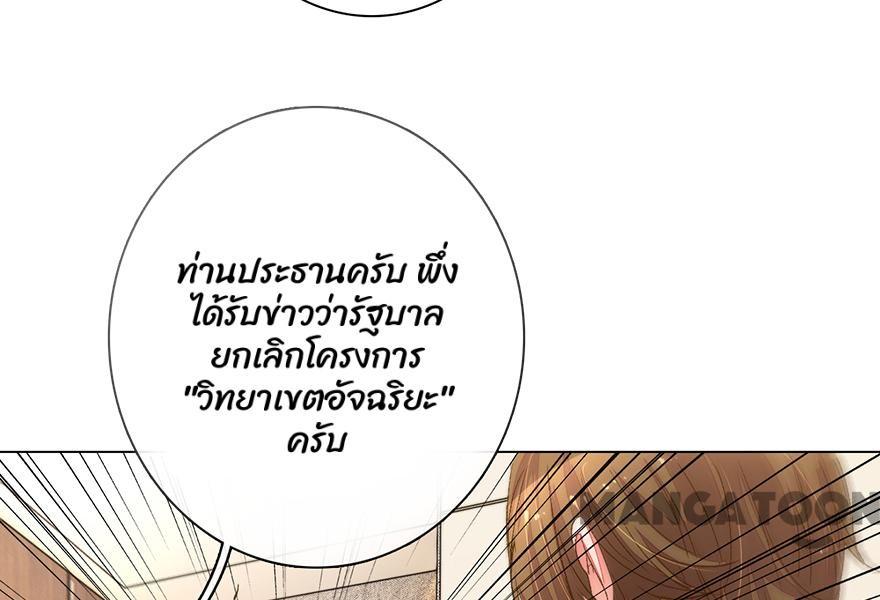 ท่านประธานครับ พึ่ง
ได้รับข่าวว่ารัฐบาล
ยกเลิกโครงการ
"วิทยาเขตอัจฉริยะ"
ครับ
MANGATOON